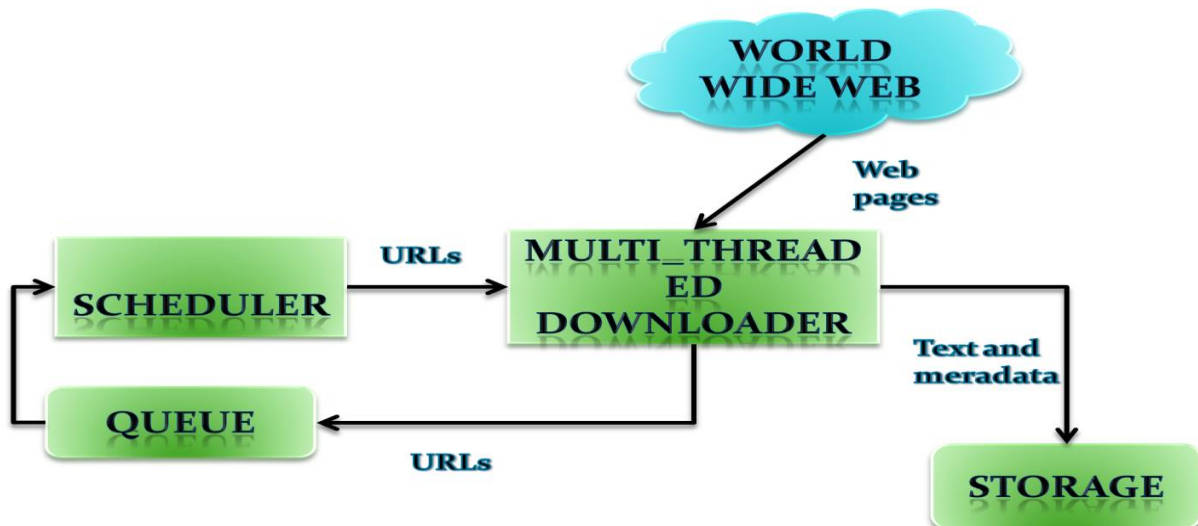 WORLD
WIDE WEB
Web
pages
URLs
MULTI_THREAD
ED
DOWNLOADER
SCHEDULER
Text and
meradata
QUEUE
URLs
STORAGE